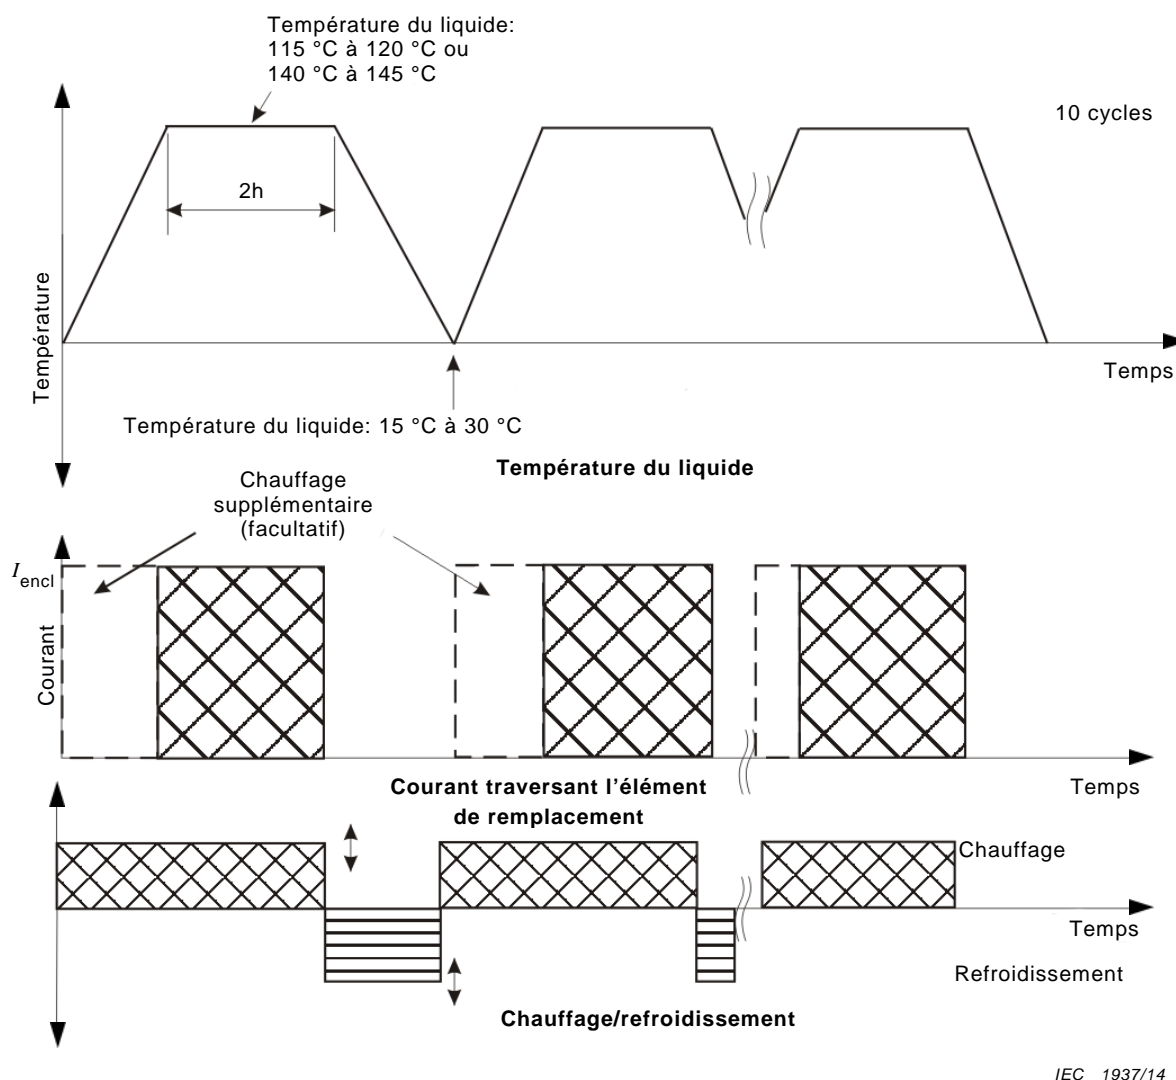 Température du liquide:
115 °C à 120 °C ou
140 °C à 145 °C
10 cycles
2h
Température
Temps
Température du liquide: 15 °C à 30 °C
Température du liquide
Chauffage
supplémentaire
(facultatif)
Iencl
Courant
Temps
Courant traversant l'élément
de remplacement
Chauffage
Temps
Refroidissement
Chauffage/refroidissement
IEC 1937/14